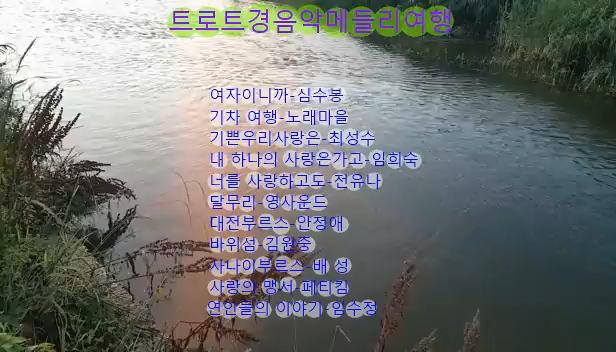 트로트경음악메들리여행
여자이니까-심수봉
기차 여행-노래마을
기쁜우리사랑은-최성수
내 하나의 사랑은가고-임희숙
너를 사랑하고도-전유나
달무리-영사운드
대전부르스-안정애
바위섬-김원중
사나이부르스-배 성
사랑의 맹서-패티김
연안들의 이야기-임수정